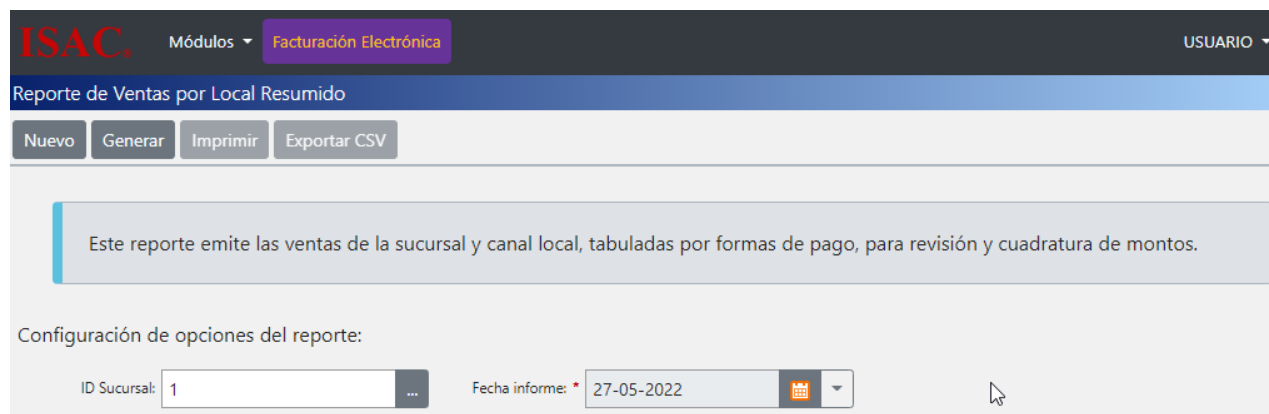 ISAC. Módulos Facturación Electrónica USUARIO
Reporte de Ventas por Local Resumido
Nuevo Generar Imprimir Exportar CSV
Este reporte emite las ventas de la sucursal y canal local, tabuladas por formas de pago, para revisión y cuadratura de montos.
Configuración de opciones del reporte:
ID Sucursal: 1 ... Fecha informe: * 27-05-2022